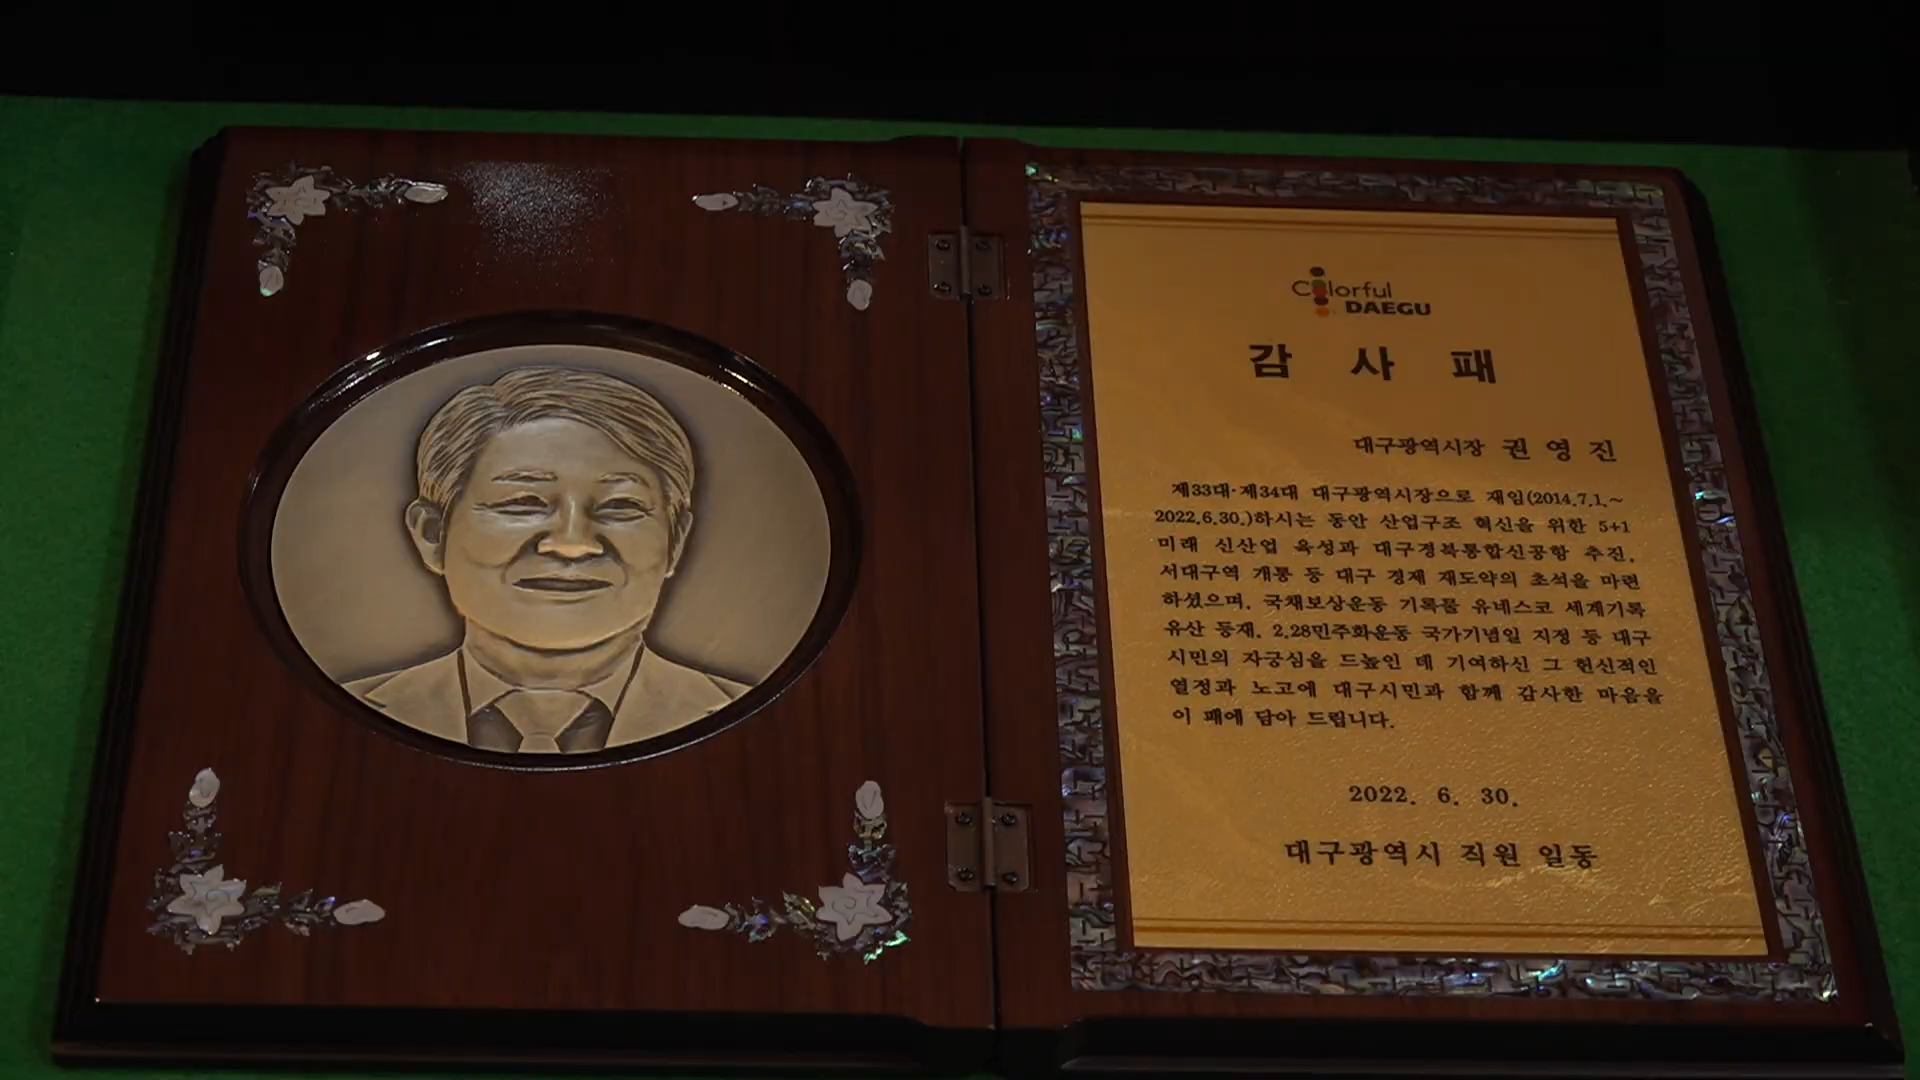 Colorful
DAEGU
감 사 패
대구광역시장 권 영 진
제33대·제34대 대구광역시장으로 재임(2014.7.1.~
2022.6.30.)하시는 동안 산업구조 혁신을 위한 5+1
미래 신산업 육성과 대구경북통합신공항 추진,
서대구역 개통 등 대구 경제 재도약의 초석을 마련
하셨으며, 국채보상운동 기록물 유네스코 세계기록
유산 등재, 2.28민주화운동 국가기념일 지정 등 대구
시민의 자긍심을 드높인 데 기여하신 그 헌신적인
열정과 노고에 대구시민과 함께 감사한 마음을
이 패에 담아 드립니다.
2022. 6. 30.
대구광역시 직원 일동